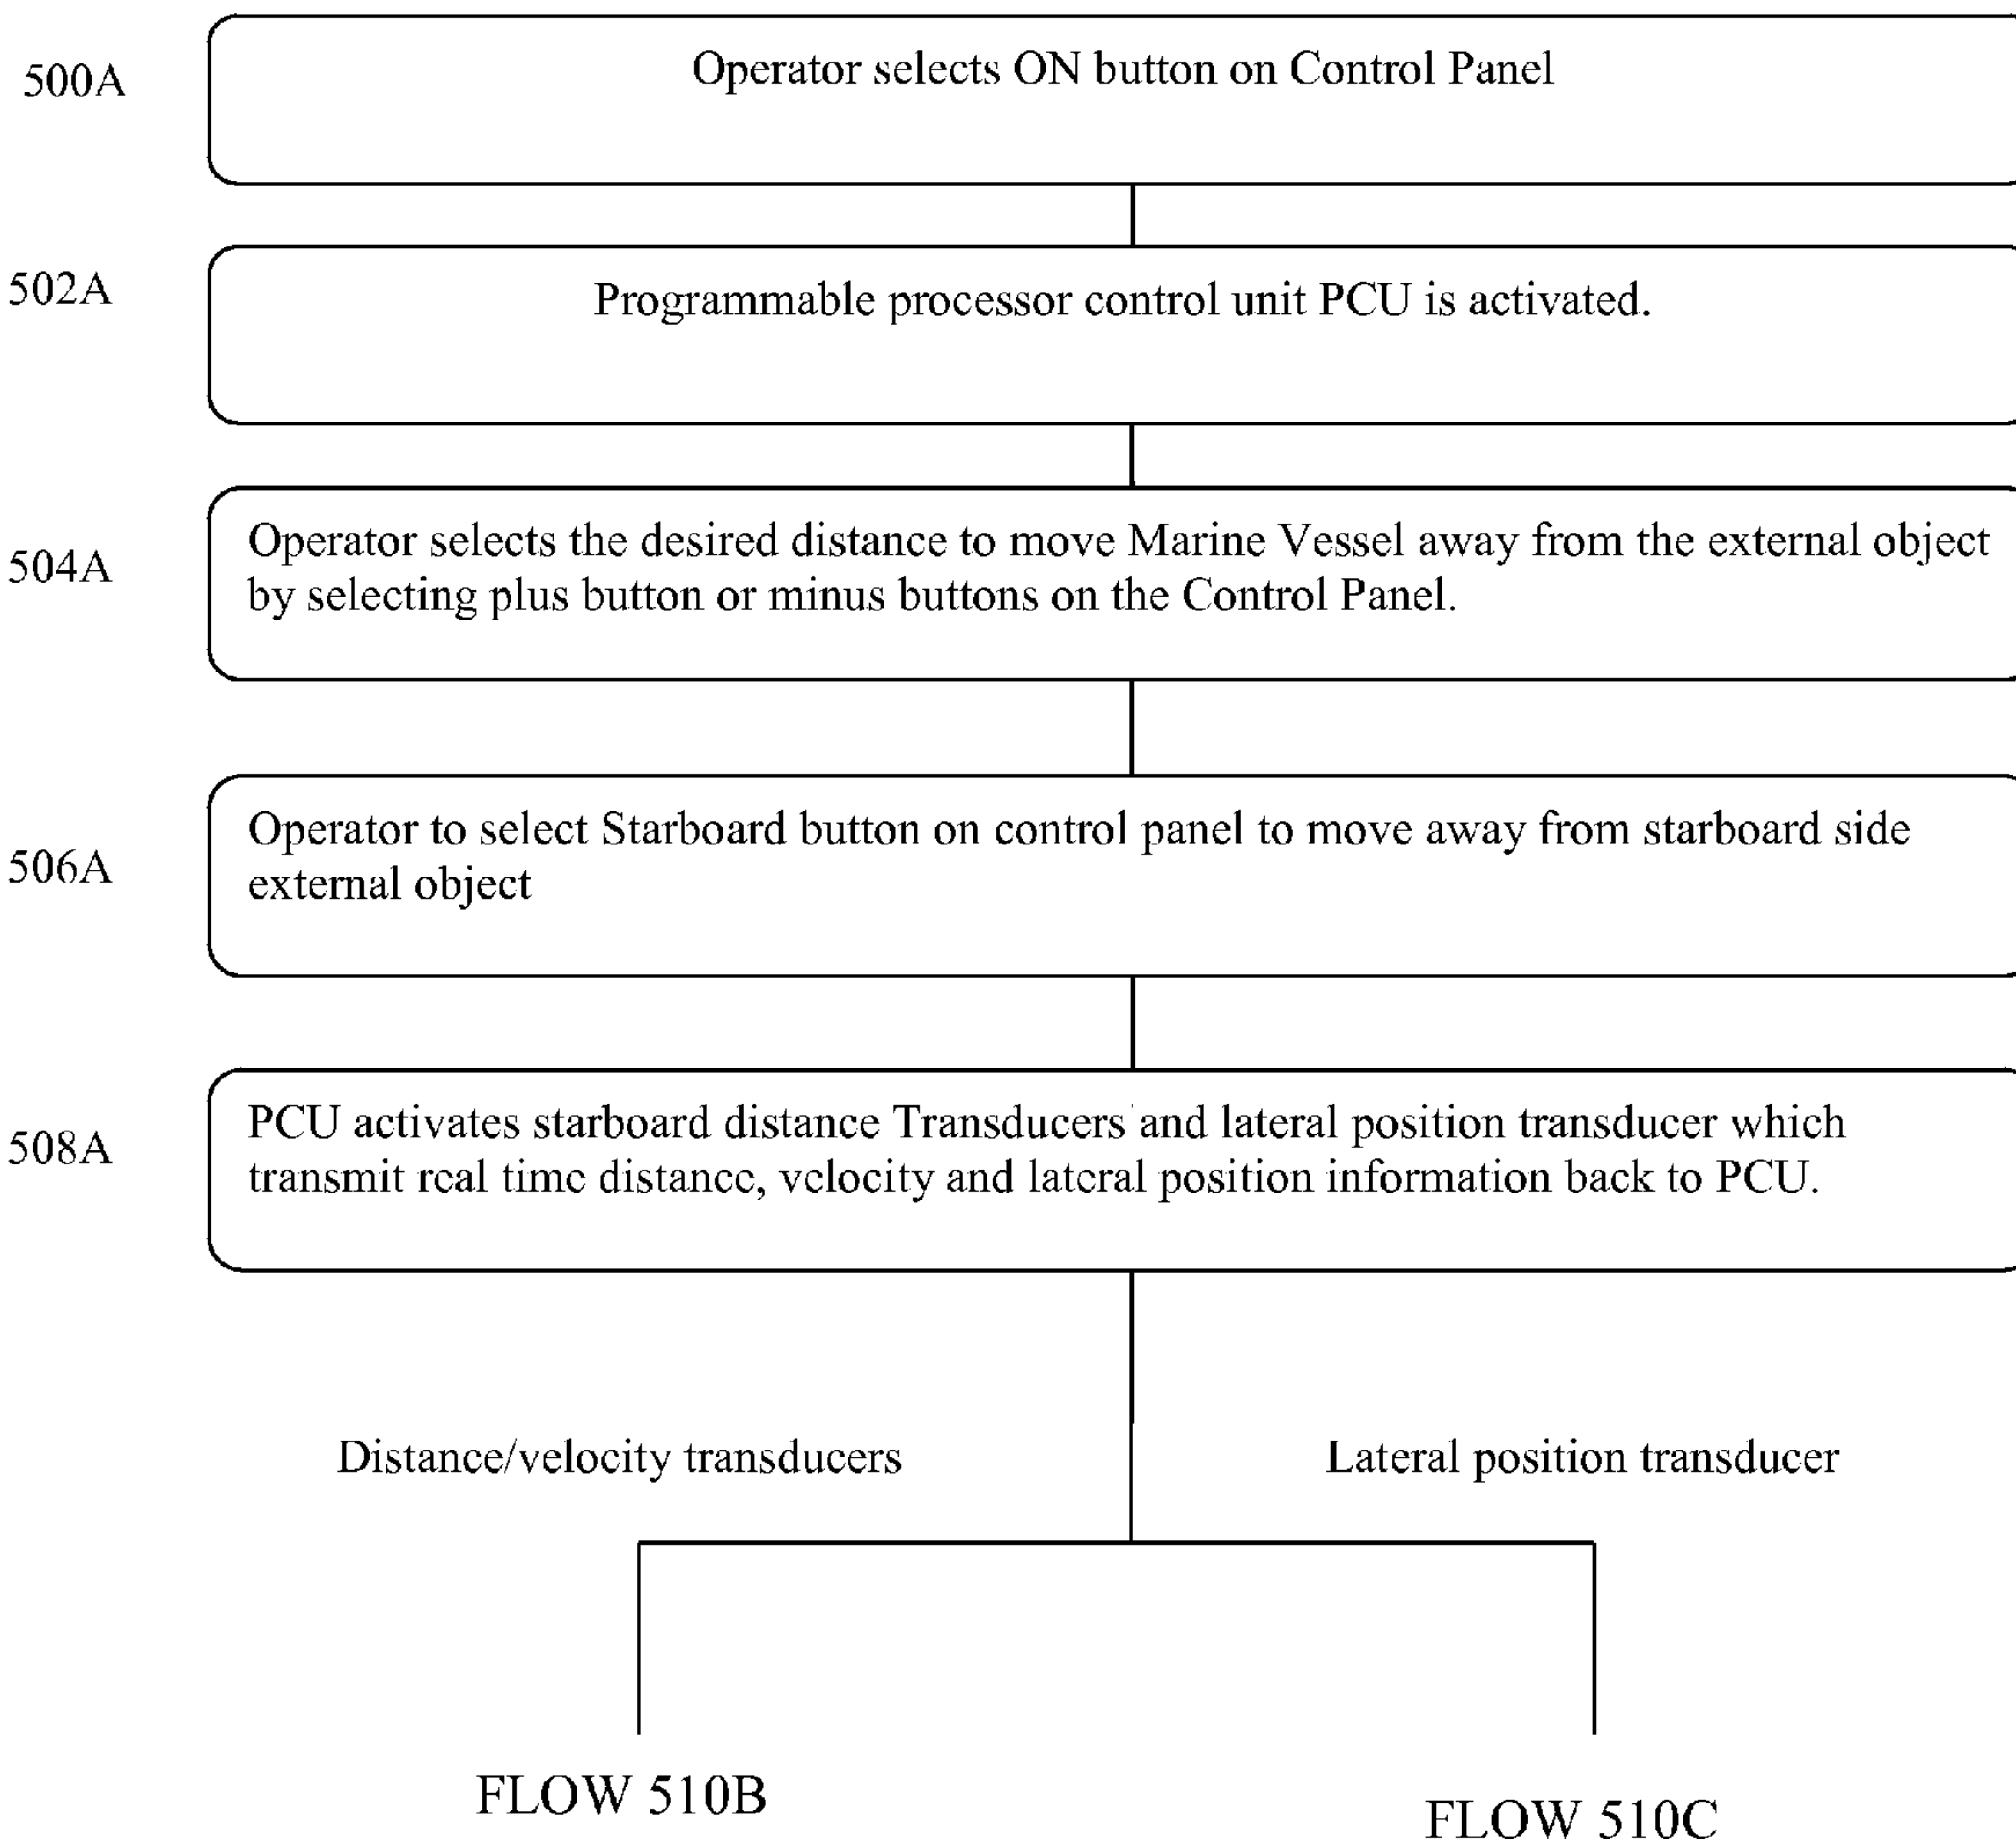 500A
Operator selects ON button on Control Panel
502A
Programmable processor control unit PCU is activated.
504A
Operator selects the desired distance to move Marine Vessel away from the external object
by selecting plus button or minus buttons on the Control Panel.
506A
Operator to select Starboard button on control panel to move away from starboard side
external object
508A
PCU activates starboard distance Transducers and lateral position transducer which
transmit real time distance, velocity and lateral position information back to PCU.
Distance/velocity transducers
Lateral position transducer
FLOW 510B
FLOW 510C